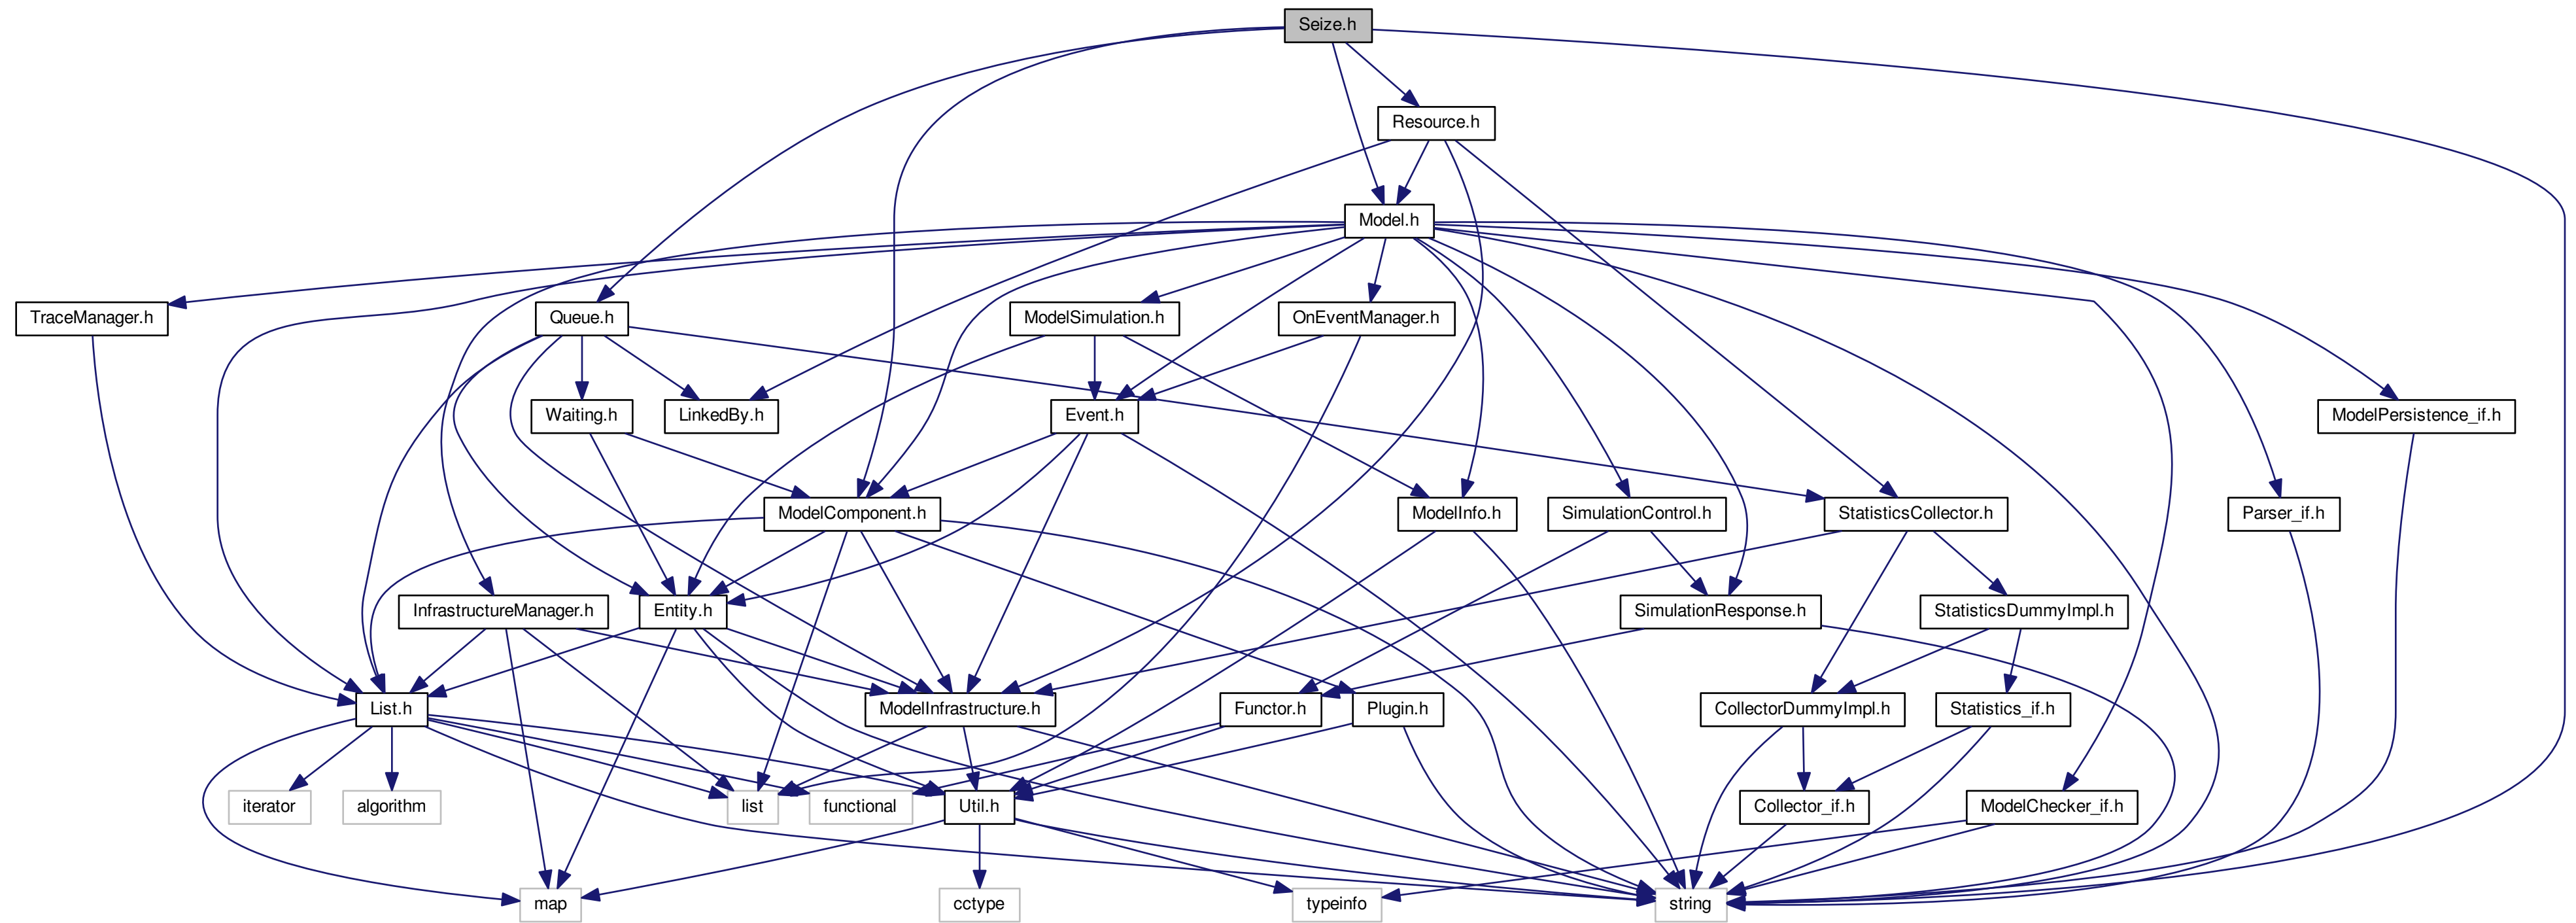 Seize.h
Resource.h
Model.h
TraceManager.h
Queue.h
ModelSimulation.h
OnEventManager.h
Waiting.h
LinkedBy.h
Event.h
ModelPersistence_if.h
ModelComponent.h
ModelInfo.h
SimulationControl.h
StatisticsCollector.h
Parser_if.h
InfrastructureManager.h
Entity.h
SimulationResponse.h
StatisticsDummyImpl.h
List.h
ModelInfrastructure.h
Functor.h
Plugin.h
CollectorDummyImpl.h
Statistics_if.h
iterator
algorithm
list
functional
Util.h
Collector_if.h
ModelChecker_if.h
map
cctype
typeinfo
string